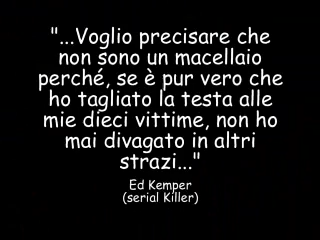 "...Voglio precisare che
non sono un macellaio
perché, se è pur vero che
ho tagliato la testa alle
mie dieci vittime, non ho
mai divagato in altri
strazi..."
Ed Kemper
(serial Killer)